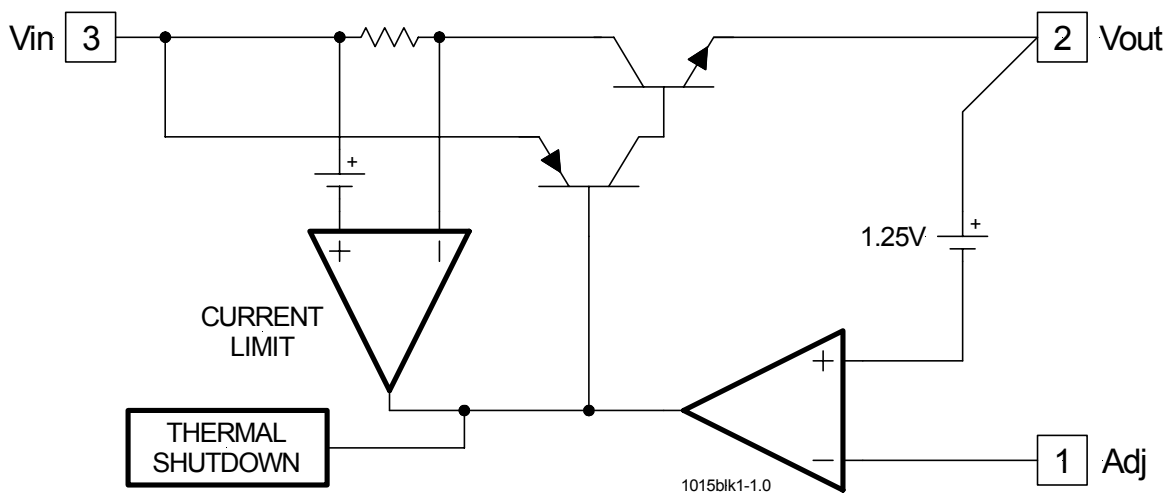 Vin 3
2 Vout
+
+
1.25V
+ −
CURRENT
LIMIT
+
THERMAL
SHUTDOWN
−
1 Adj
1015blk1-1.0